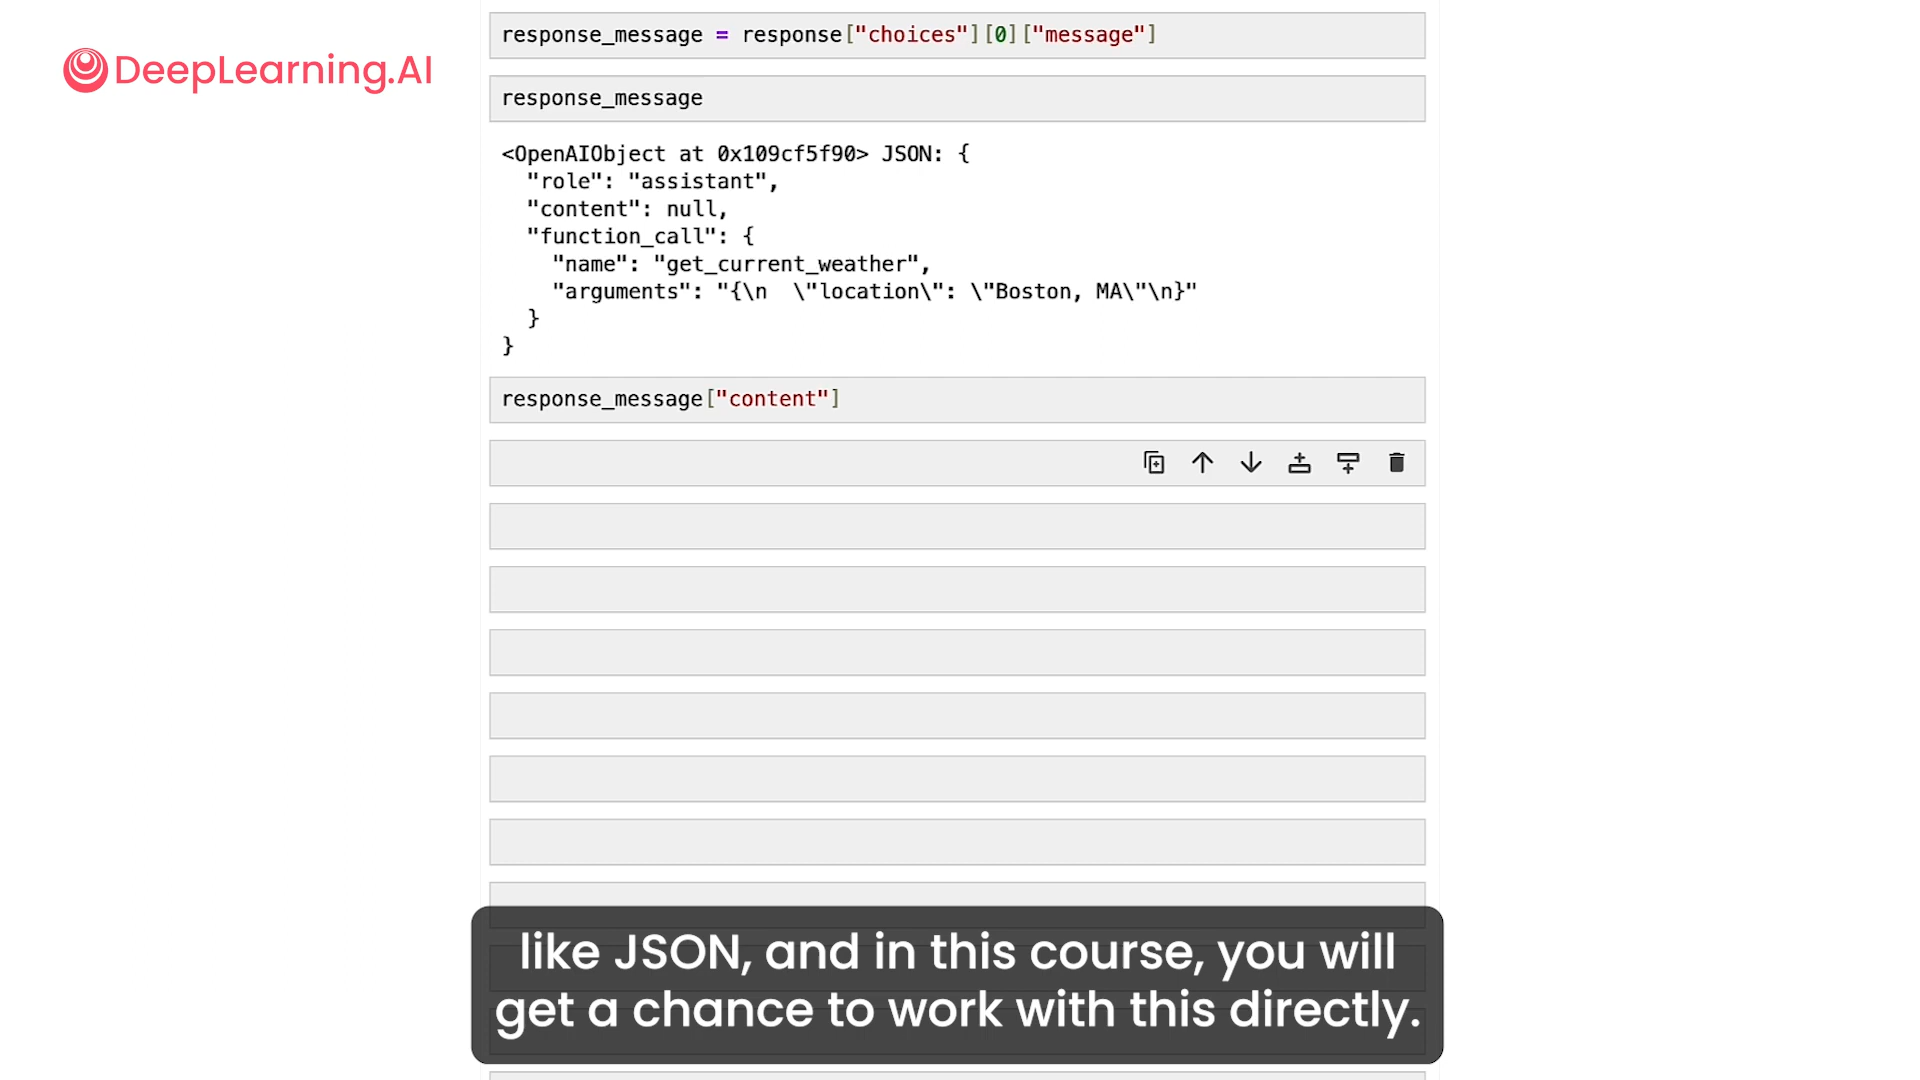 DeepLearning.AI
response_message = response["choices"][0]["message"]
response_message
<OpenAIObject at 0x109cf5f90> JSON: {
  "role": "assistant",
  "content": null,
  "function_call": {
    "name": "get_current_weather",
    "arguments": "{\n  \"location\": \"Boston, MA\"\n}"
  }
}
response_message["content"]
like JSON, and in this course, you will
get a chance to work with this directly.